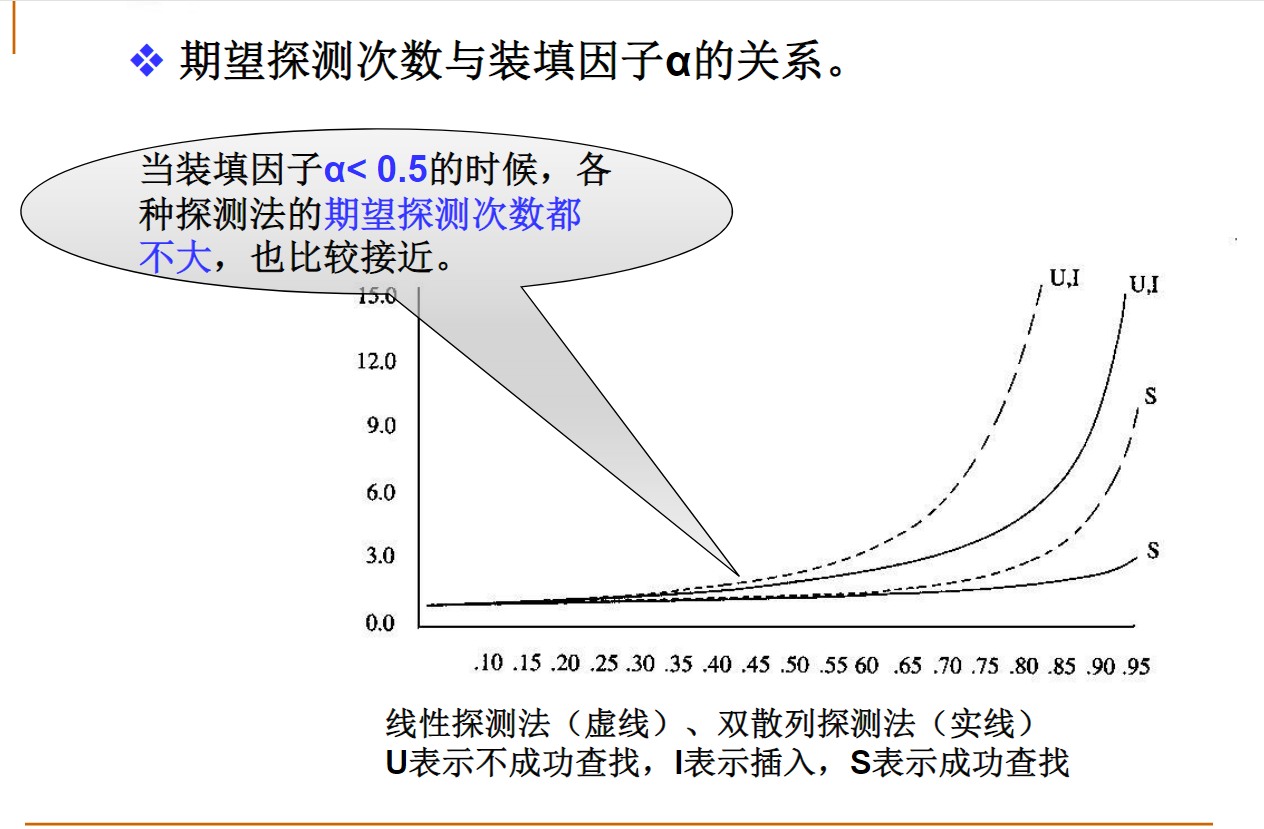 ❖ 期望探测次数与装填因子α的关系。
当装填因子α< 0.5的时候，各
种探测法的期望探测次数都
不大，也比较接近。
15.0
12.0
9.0
6.0
3.0
0.0
U,I
U,I
S
S
.10 .15 .20 .25 .30 .35 .40 .45 .50 .55 60 .65 .70 .75 .80 .85 .90 .95
线性探测法（虚线）、双散列探测法（实线）
U表示不成功查找，I表示插入，S表示成功查找